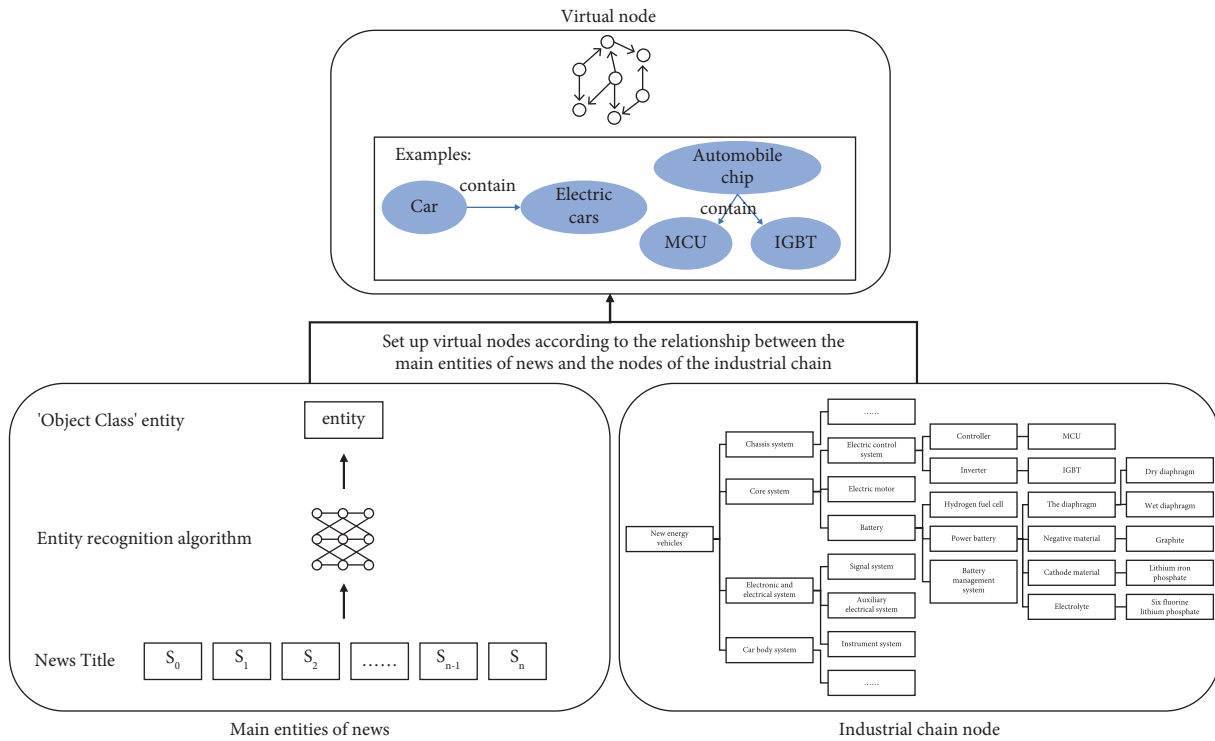 Virtual node
Examples:
Car
contain
Electric
cars
Automobile
chip
contain
MCU
IGBT
Set up virtual nodes according to the relationship between the
main entities of news and the nodes of the industrial chain
'Object Class' entity
entity
Entity recognition algorithm
News Title
S0
S1
S2
......
Sn-1
Sn
Main entities of news
New energy
vehicles
Chassis system
Core system
Electronic and
electrical system
Car body system
......
Electric control
system
Electric motor
Battery
Signal system
Auxiliary
electrical system
Instrument system
......
Controller
Inverter
Hydrogen fuel cell
Power battery
Battery
management
system
MCU
IGBT
The diaphragm
Negative material
Cathode material
Electrolyte
Dry diaphragm
Wet diaphragm
Graphite
Lithium iron
phosphate
Six fluorine
lithium phosphate
Industrial chain node